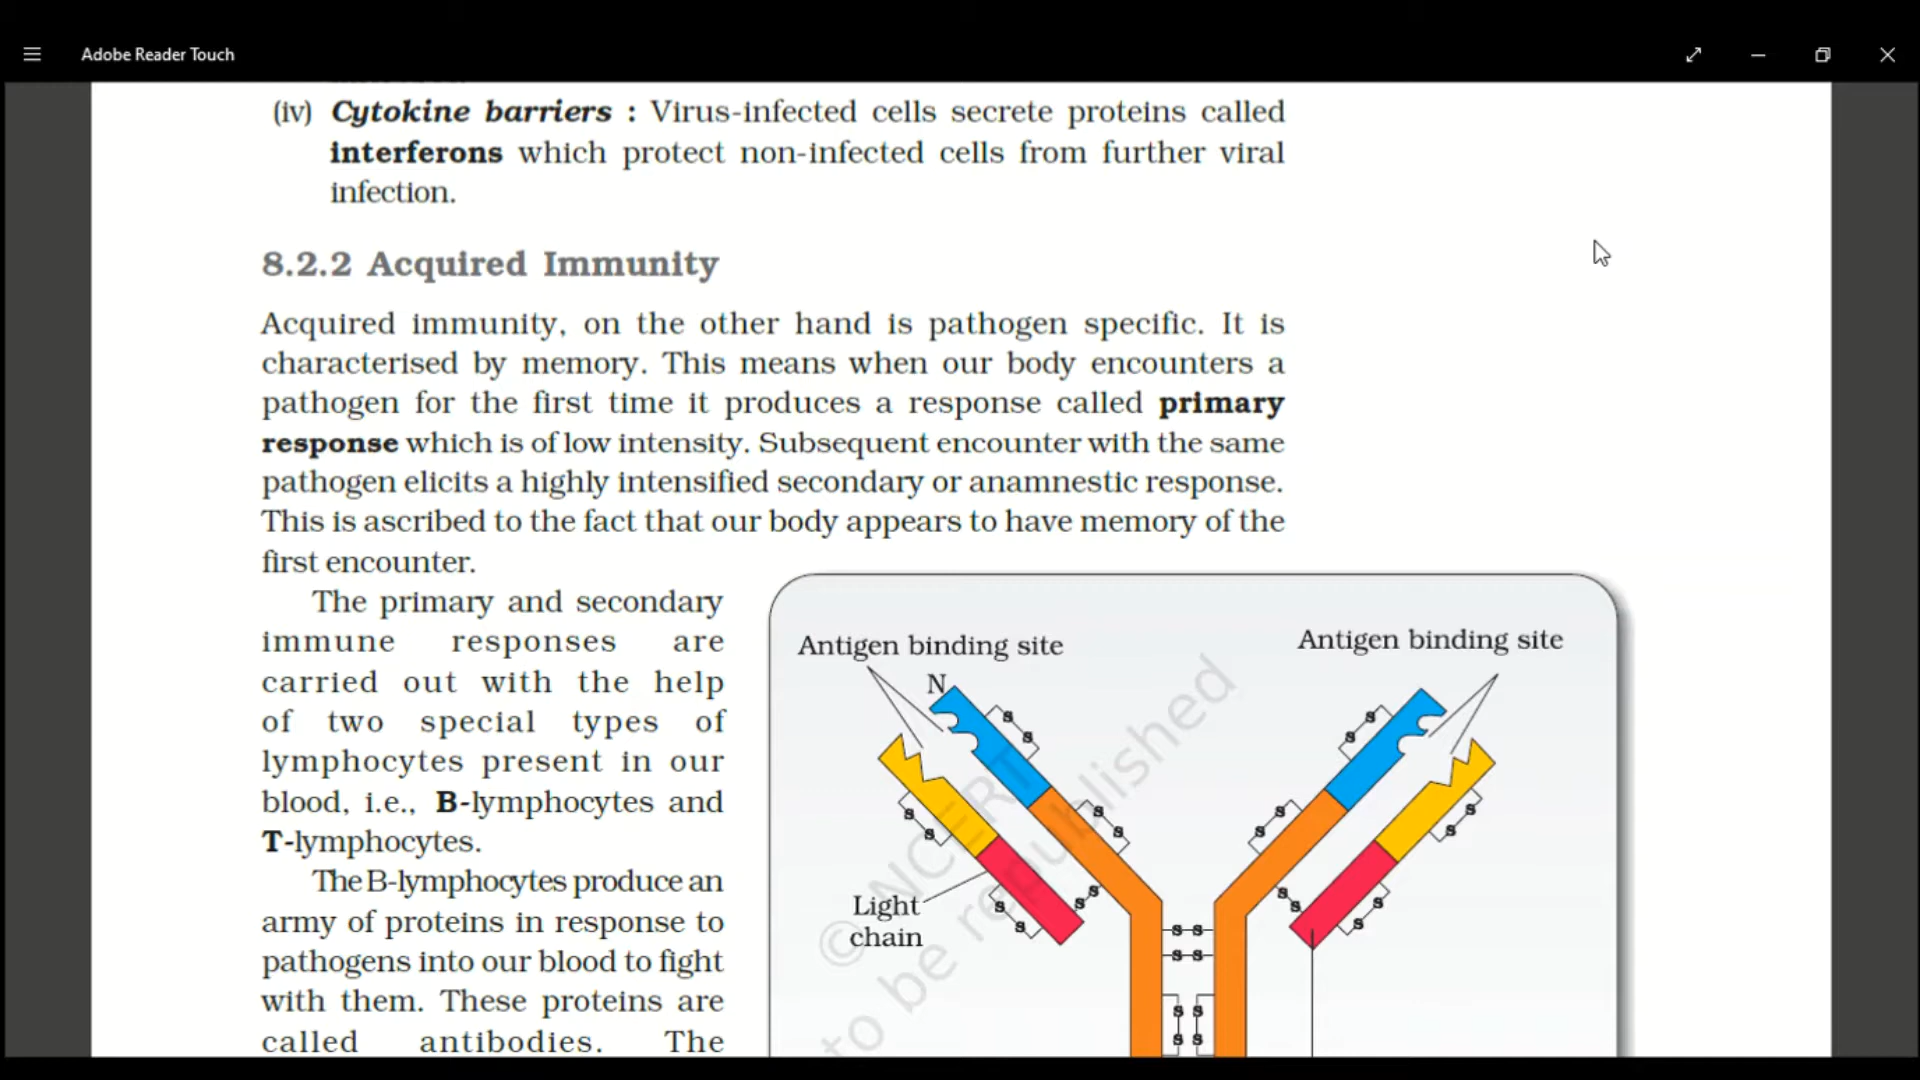 Adobe Reader Touch
(iv) Cytokine barriers : Virus-infected cells secrete proteins called
interferons which protect non-infected cells from further viral
infection.
8.2.2 Acquired Immunity
Acquired immunity, on the other hand is pathogen specific. It is
characterised by memory. This means when our body encounters a
pathogen for the first time it produces a response called primary
response which is of low intensity. Subsequent encounter with the same
pathogen elicits a highly intensified secondary or anamnestic response.
This is ascribed to the fact that our body appears to have memory of the
first encounter.
The primary and secondary
immune responses are
carried out with the help
of two special types of
lymphocytes present in our
blood, i.e., B-lymphocytes and
T-lymphocytes.
The B-lymphocytes produce an
army of proteins in response to
pathogens into our blood to fight
with them. These proteins are
called antibodies. The
Antigen binding site
Antigen binding site
N
s s
s s
s s
s s
s s
s s
s s
s s
s s
s s
s s
s s
Light
chain
s s
s s
s s
s s
© NCERT
to be republished